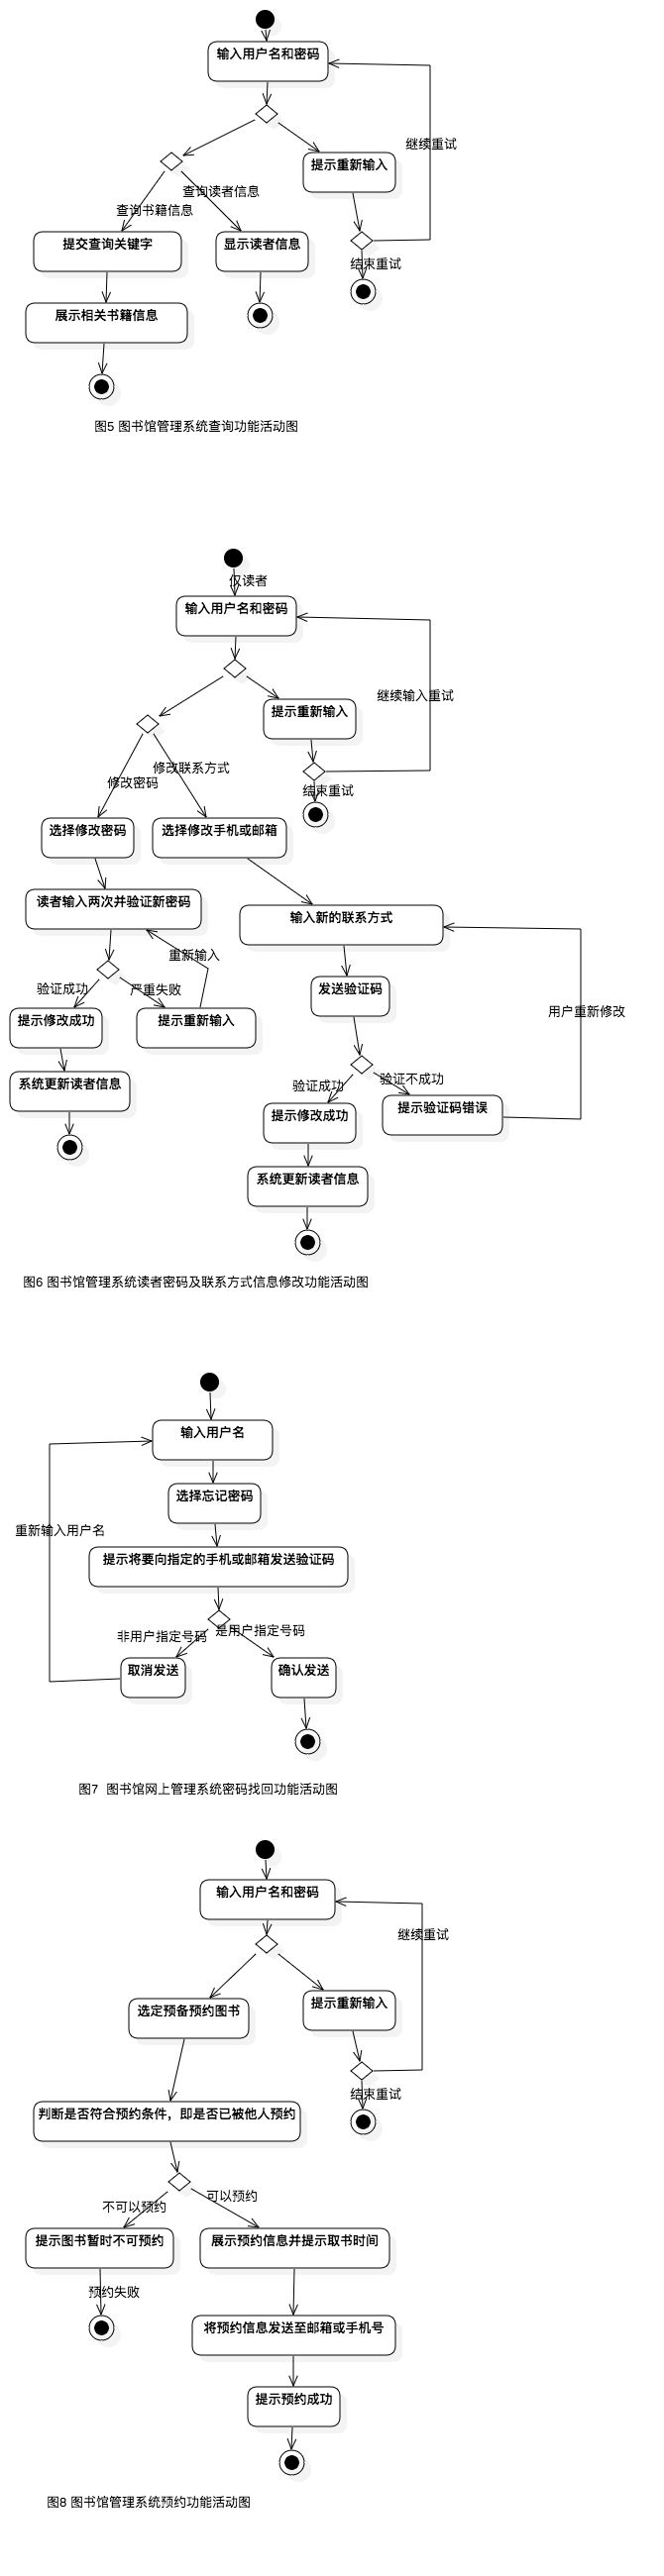 输入用户名和密码
继续重试
提示重新输入
查询读者信息
查询书籍信息
提交查询关键字
显示读者信息
结束重试
展示相关书籍信息
图5 图书馆管理系统查询功能活动图
仅读者
输入用户名和密码
继续输入重试
提示重新输入
修改联系方式
修改密码
结束重试
选择修改密码
选择修改手机或邮箱
读者输入两次并验证新密码
输入新的联系方式
重新输入
验证成功
严重失败
发送验证码
用户重新修改
提示修改成功
提示重新输入
验证不成功
系统更新读者信息
验证成功
提示验证码错误
提示修改成功
系统更新读者信息
图6 图书馆管理系统读者密码及联系方式信息修改功能活动图
输入用户名
选择忘记密码
重新输入用户名
提示将要向指定的手机或邮箱发送验证码
非用户指定号码
是用户指定号码
取消发送
确认发送
图7  图书馆网上管理系统密码找回功能活动图
输入用户名和密码
继续重试
提示重新输入
选定预备预约图书
结束重试
判断是否符合预约条件，即是否已被他人预约
不可以预约
可以预约
提示图书暂时不可预约
展示预约信息并提示取书时间
预约失败
将预约信息发送至邮箱或手机号
提示预约成功
图8 图书馆管理系统预约功能活动图